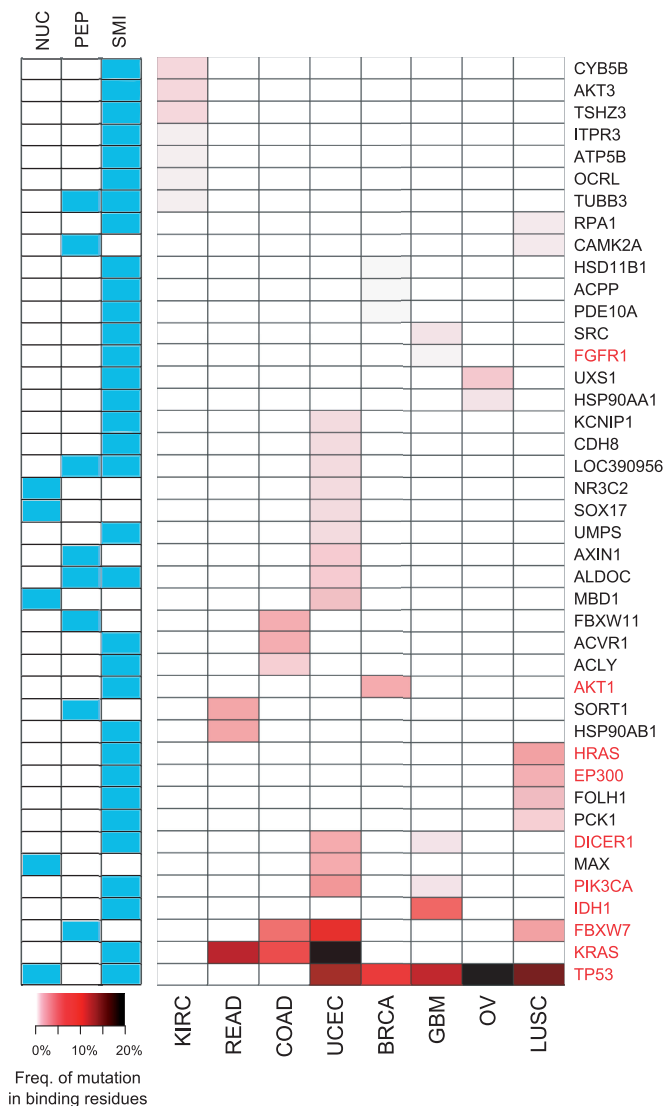 NUC
PEP
SMI
CYB5B
AKT3
TSHZ3
ITPR3
ATP5B
OCRL
TUBB3
RPA1
CAMK2A
HSD11B1
ACPP
PDE10A
SRC
FGFR1
UXS1
HSP90AA1
KCNIP1
CDH8
LOC390956
NR3C2
SOX17
UMPS
AXIN1
ALDOC
MBD1
FBXW11
ACVR1
ACLY
AKT1
SORT1
HSP90AB1
HRAS
EP300
FOLH1
PCK1
DICER1
MAX
PIK3CA
IDH1
FBXW7
KRAS
TP53
KIRC
READ
COAD
UCEC
BRCA
GBM
OV
LUSC
0% 10% 20%
Freq. of mutation
in binding residues